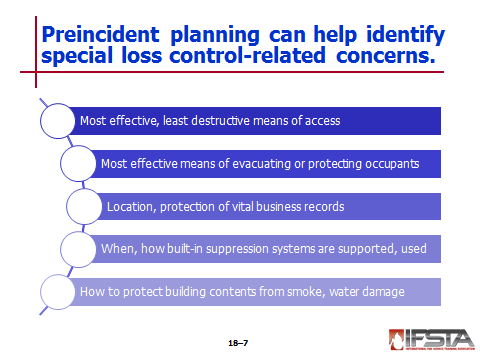 Preincident planning can help identify
special loss control-related concerns.
Most effective, least destructive means of access
Most effective means of evacuating or protecting occupants
Location, protection of vital business records
When, how built-in suppression systems are supported, used
How to protect building contents from smoke, water damage
18–7
IFSTA
INTERNATIONAL FIRE SERVICE TRAINING ASSOCIATION